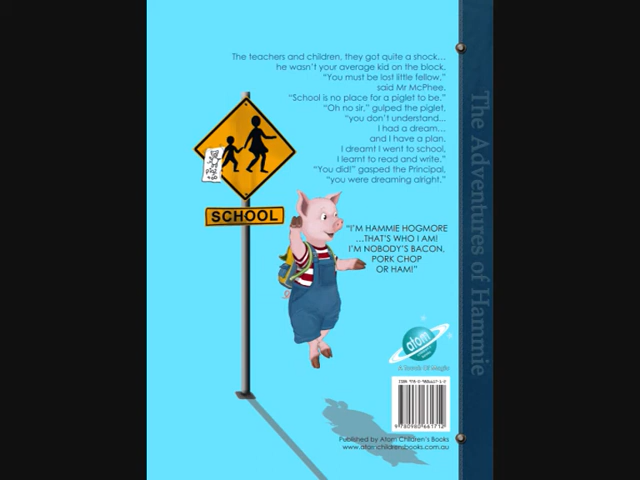 The teachers and children, they got quite a shock...
he wasn't your average kid on the block.
"You must be lost little fellow,"
said Mr McPhee.
"School is no place for a piglet to be."
"Oh no sir," gulped the piglet,
"you don't understand...
I had a dream...
and I have a plan.
I dreamt I went to school,
I learnt to read and write."
"You did!" gasped the Principal,
"you were dreaming alright."
SCHOOL
"I'M HAMMIE HOGMORE
...THAT'S WHO I AM!
I'M NOBODY'S BACON,
PORK CHOP
OR HAM!"
atom
A Touch Of Magic
Published by Atom Children's Books
www.atomchildrensbooks.com.au
The Adventures of Hammie